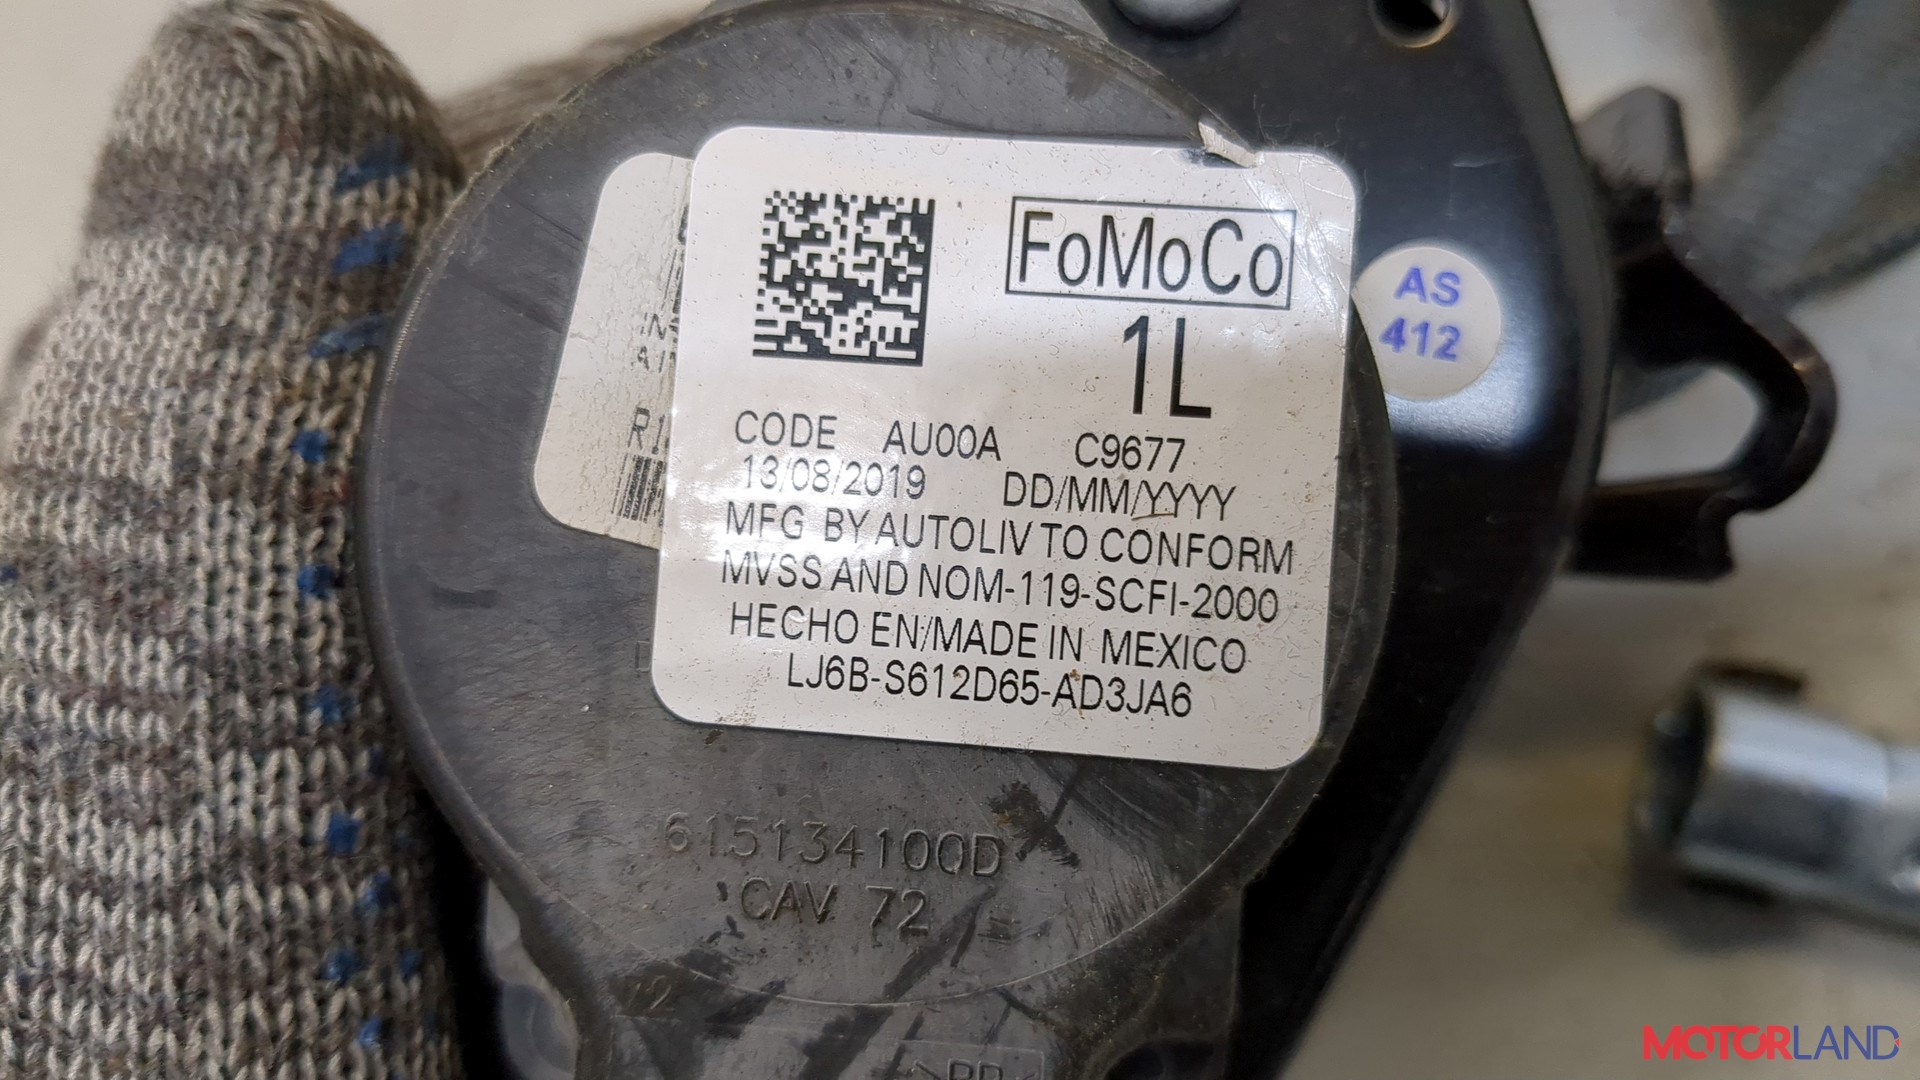 FoMoCo
1L
AS
412
CODE AU00A C9677
13/08/2019 DD/MM/YYYY
MFG BY AUTOLIV TO CONFORM
MVSS AND NOM-119-SCFI-2000
HECHO EN/MADE IN MEXICO
LJ6B-S612D65-AD3JA6
R1
615134100D
CAV 72
MOTORLAND